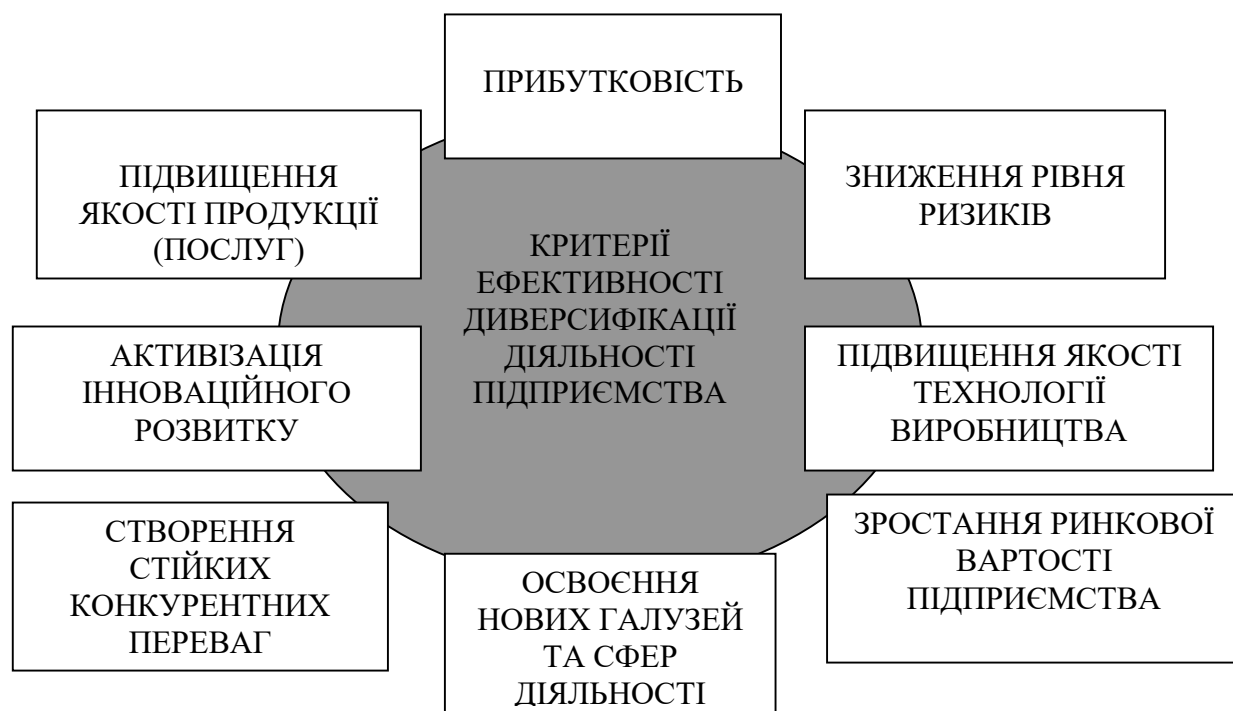 ПРИБУТКОВІСТЬ
ПІДВИЩЕННЯ
ЯКОСТІ ПРОДУКЦІЇ
(ПОСЛУГ)
ЗНИЖЕННЯ РІВНЯ
РИЗИКІВ
КРИТЕРІЇ
ЕФЕКТИВНОСТІ
ДИВЕРСИФІКАЦІЇ
ДІЯЛЬНОСТІ
ПІДПРИЄМСТВА
АКТИВІЗАЦІЯ
ІННОВАЦІЙНОГО
РОЗВИТКУ
ПІДВИЩЕННЯ ЯКОСТІ
ТЕХНОЛОГІЇ
ВИРОБНИЦТВА
СТВОРЕННЯ
СТІЙКИХ
КОНКУРЕНТНИХ
ПЕРЕВАГ
ОСВОЄННЯ
НОВИХ ГАЛУЗЕЙ
ТА СФЕР
ДІЯЛЬНОСТІ
ЗРОСТАННЯ РИНКОВОЇ
ВАРТОСТІ
ПІДПРИЄМСТВА